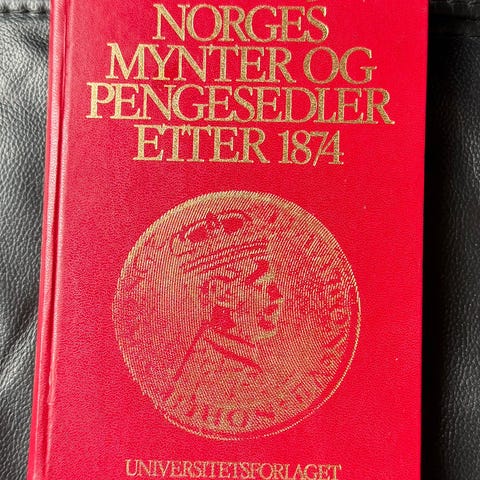 NORGES
MYNTER OG
PENGESEDLER
ETTER 1874
UNIVERSITETSFORLAGET